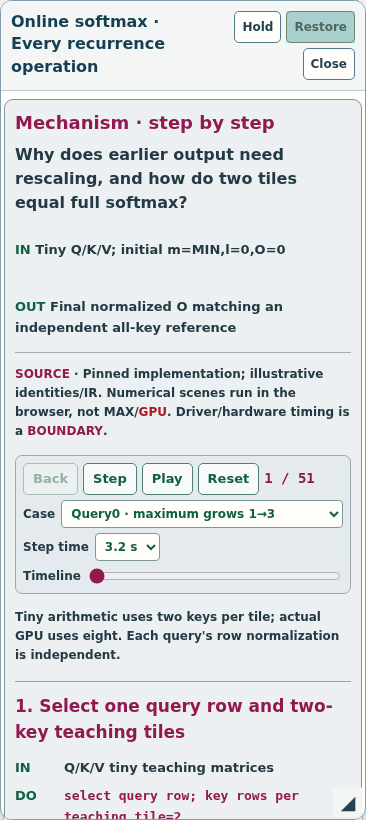 Online softmax ·
Every recurrence
operation
Hold
Restore
Close
Mechanism · step by step
Why does earlier output need
rescaling, and how do two tiles
equal full softmax?
IN Tiny Q/K/V; initial m=MIN,l=0,O=0
OUT Final normalized O matching an
independent all-key reference
SOURCE · Pinned implementation; illustrative
identities/IR. Numerical scenes run in the
browser, not MAX/GPU. Driver/hardware timing is
a BOUNDARY.
Back Step Play Reset 1 / 51
Case Query0 · maximum grows 1→3
Step time 3.2 s
Timeline
Tiny arithmetic uses two keys per tile; actual
GPU uses eight. Each query's row normalization
is independent.
1. Select one query row and two-
key teaching tiles
IN Q/K/V tiny teaching matrices
DO select query row; key rows per
teaching tile=2